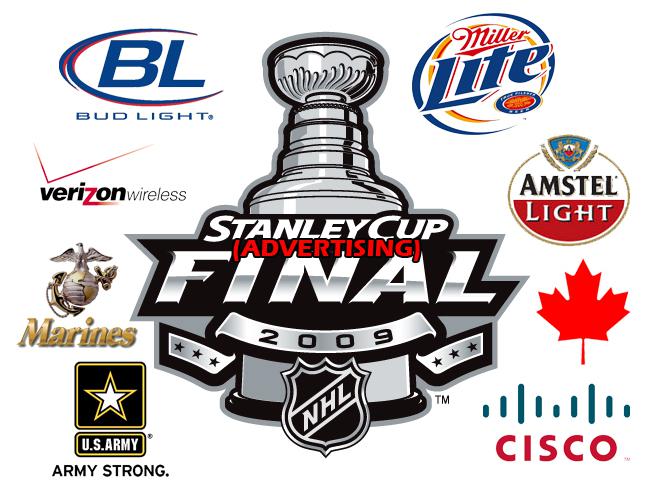 BL
BUD LIGHT®
Miller
Lite
verizonwireless
AMSTEL
LIGHT
STANLEY CUP
(ADVERTISING)
FINAL
2009
NHL
TM
Marines
U.S.ARMY®
ARMY STRONG.
CISCO